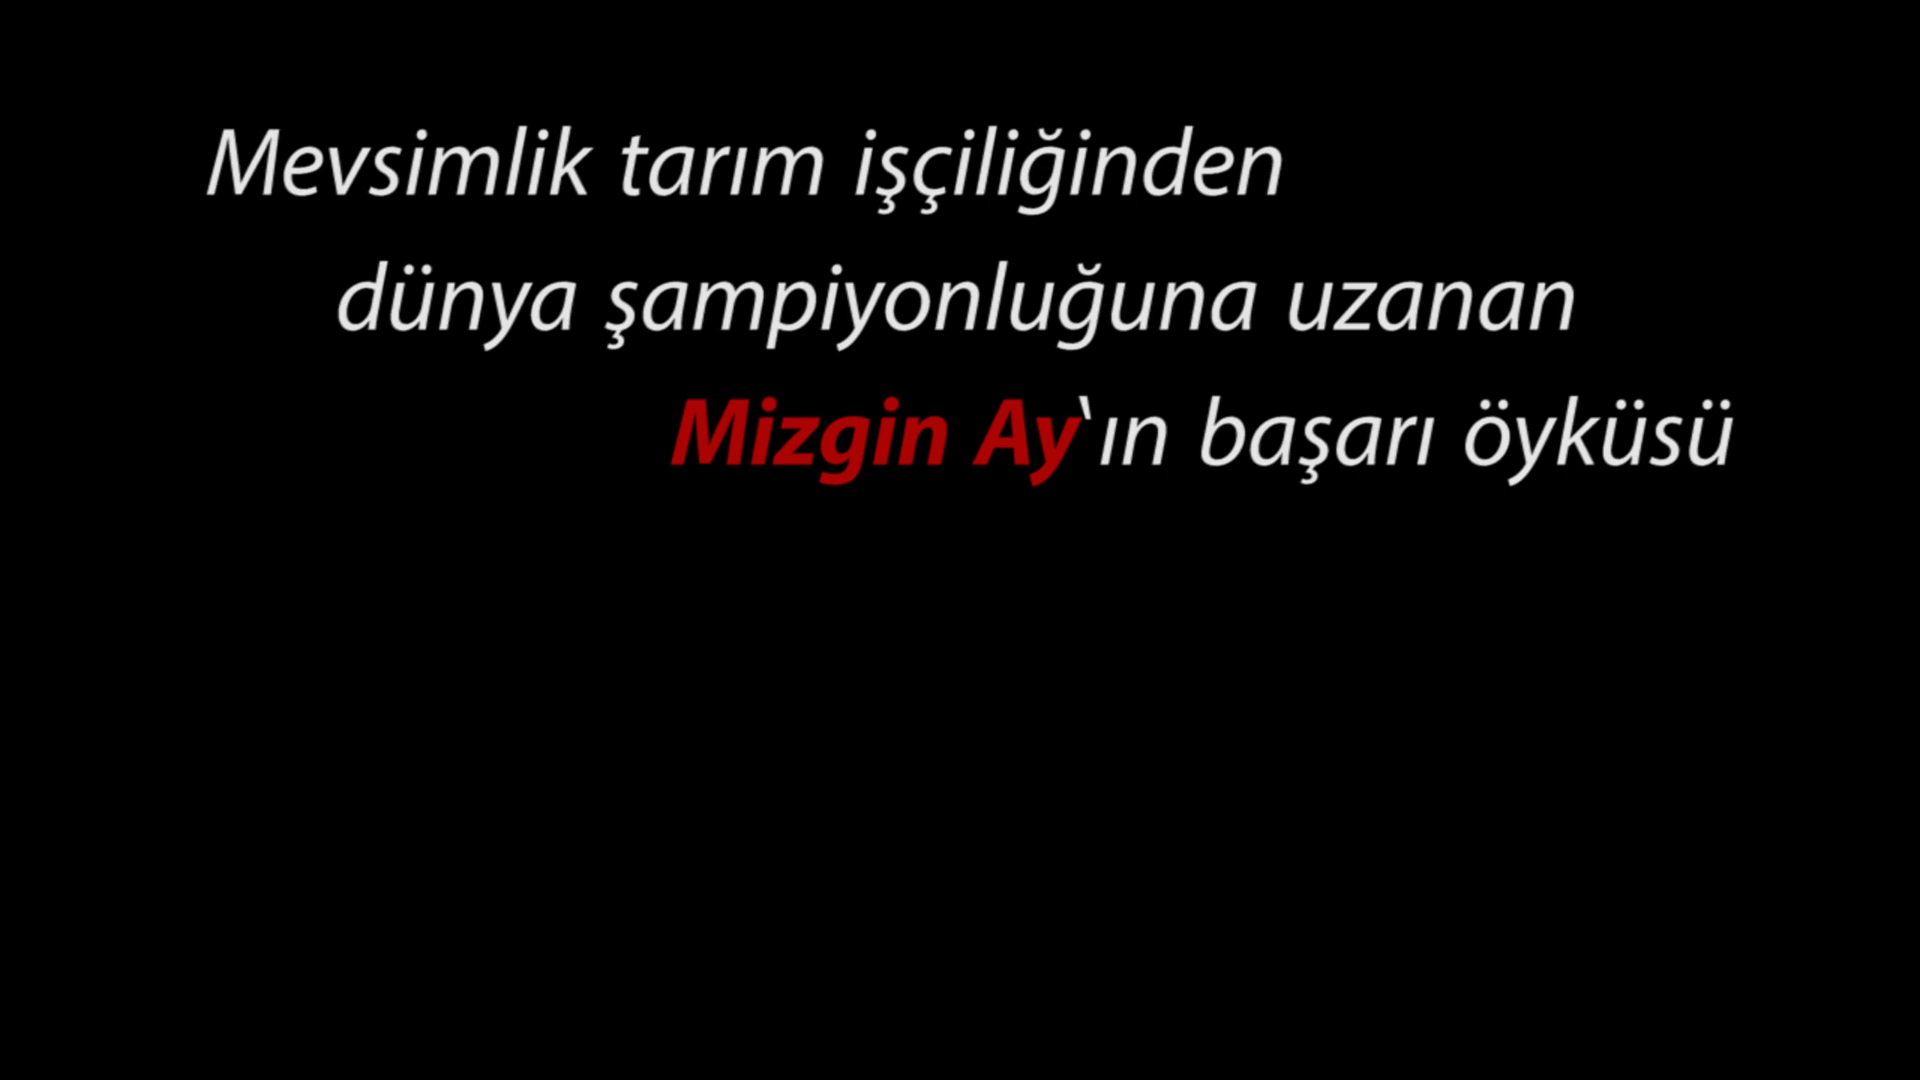 Mevsimlik tarım işçiliğinden
dünya şampiyonluğuna uzanan
Mizgin Ay`ın başarı öyküsü